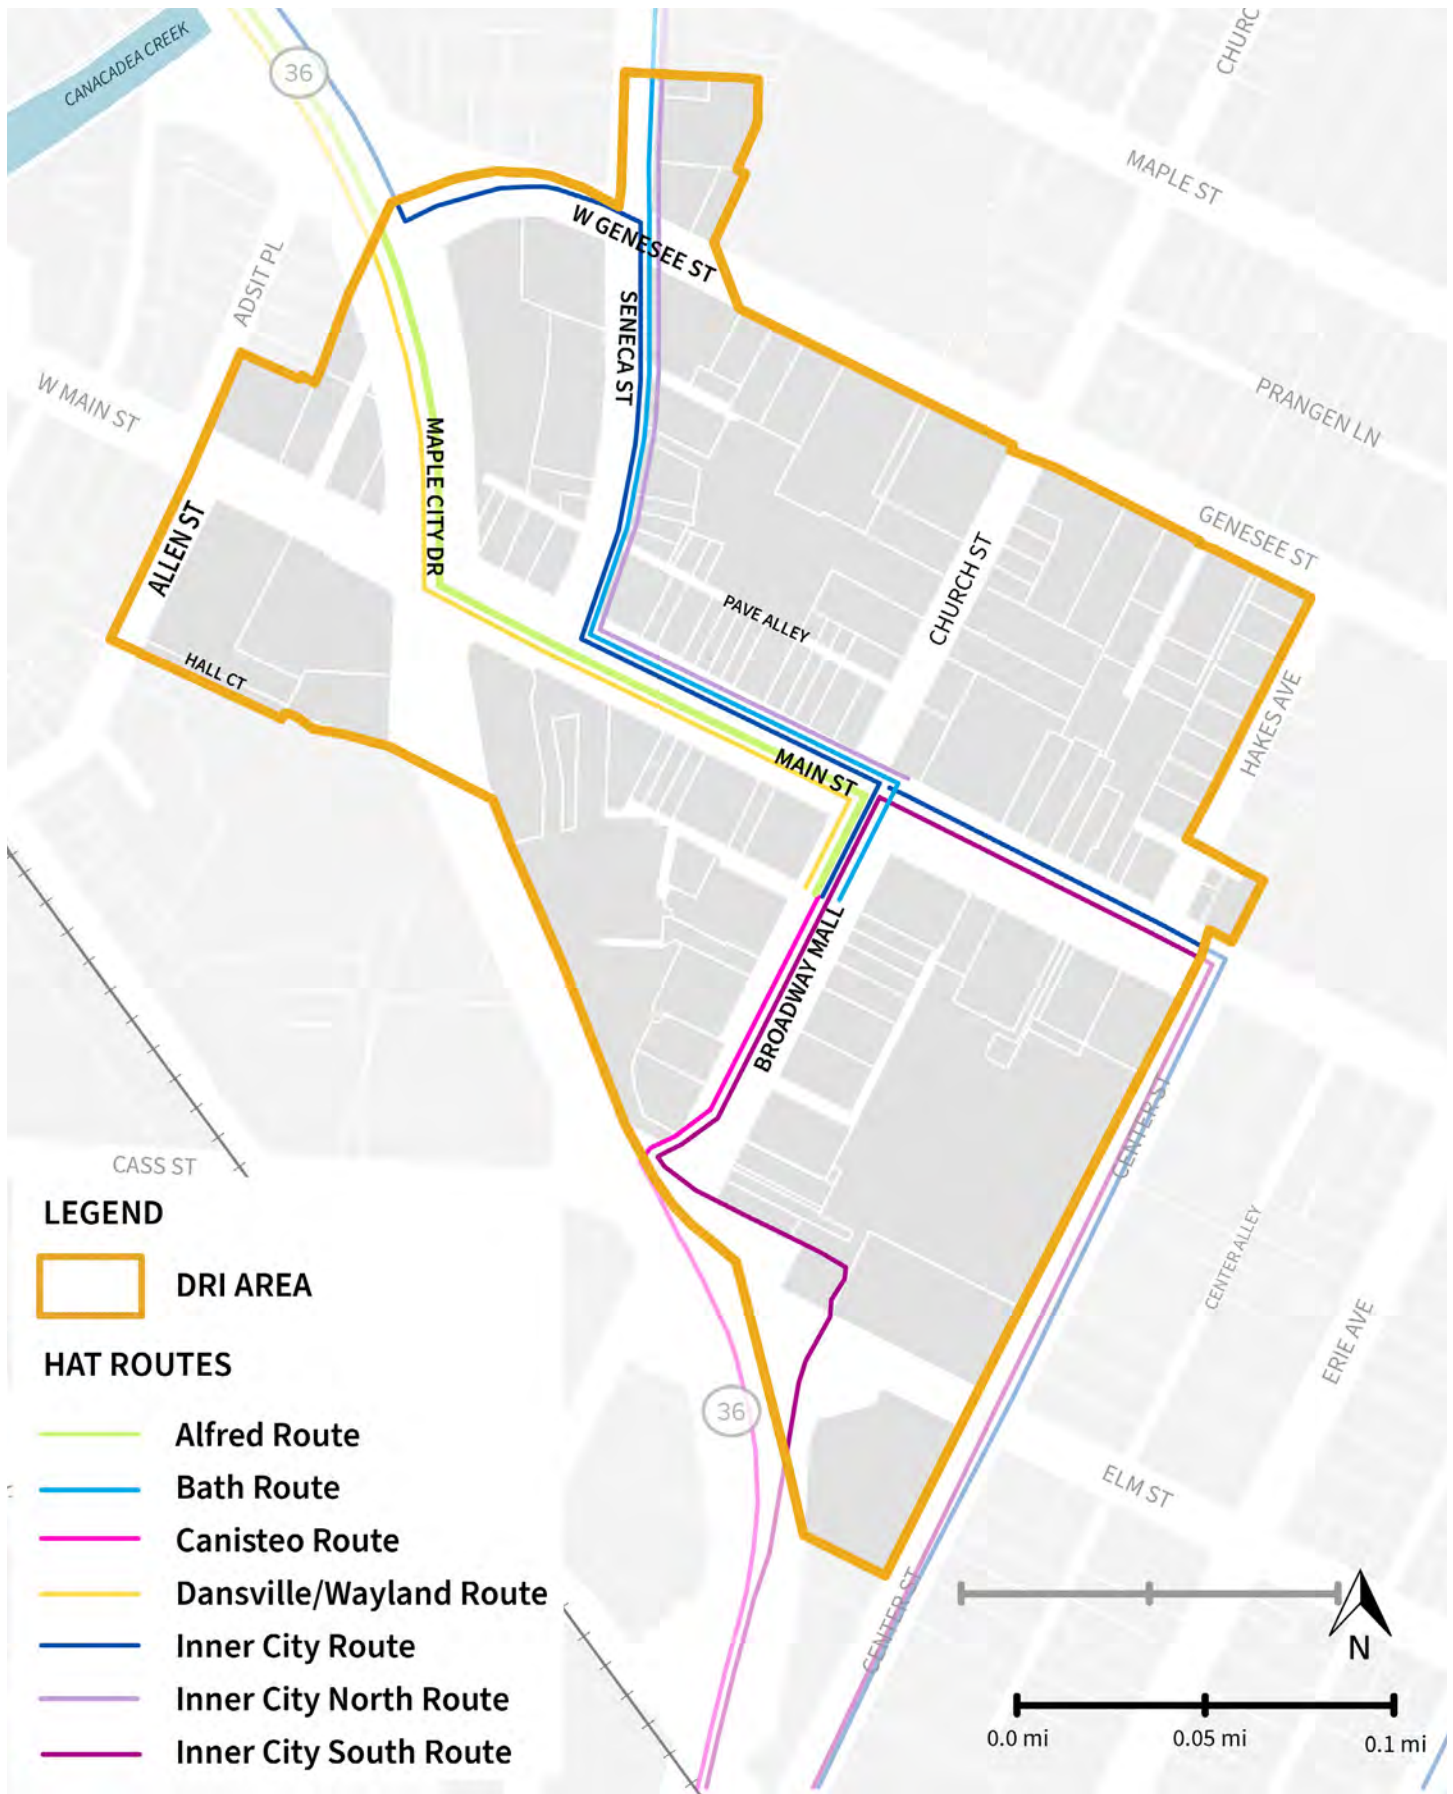 CHURC
CANACADEA CREEK
36
MAPLE ST
W GENESEE ST
ADSIT PL
SENECA ST
W MAIN ST
PRANGEN LN
MAPLE CITY DR
GENESEE ST
ALLEN ST
CHURCH ST
PAVE ALLEY
HALL CT
HAKES AVE
MAIN ST
BROADWAY MALL
CENTER ST
CASS ST
CENTER ALLEY
ERIE AVE
36
ELM ST
CENTER ST
LEGEND
DRI AREA
HAT ROUTES
Alfred Route
Bath Route
Canisteo Route
Dansville/Wayland Route
Inner City Route
Inner City North Route
Inner City South Route
N
0.0 mi
0.05 mi
0.1 mi